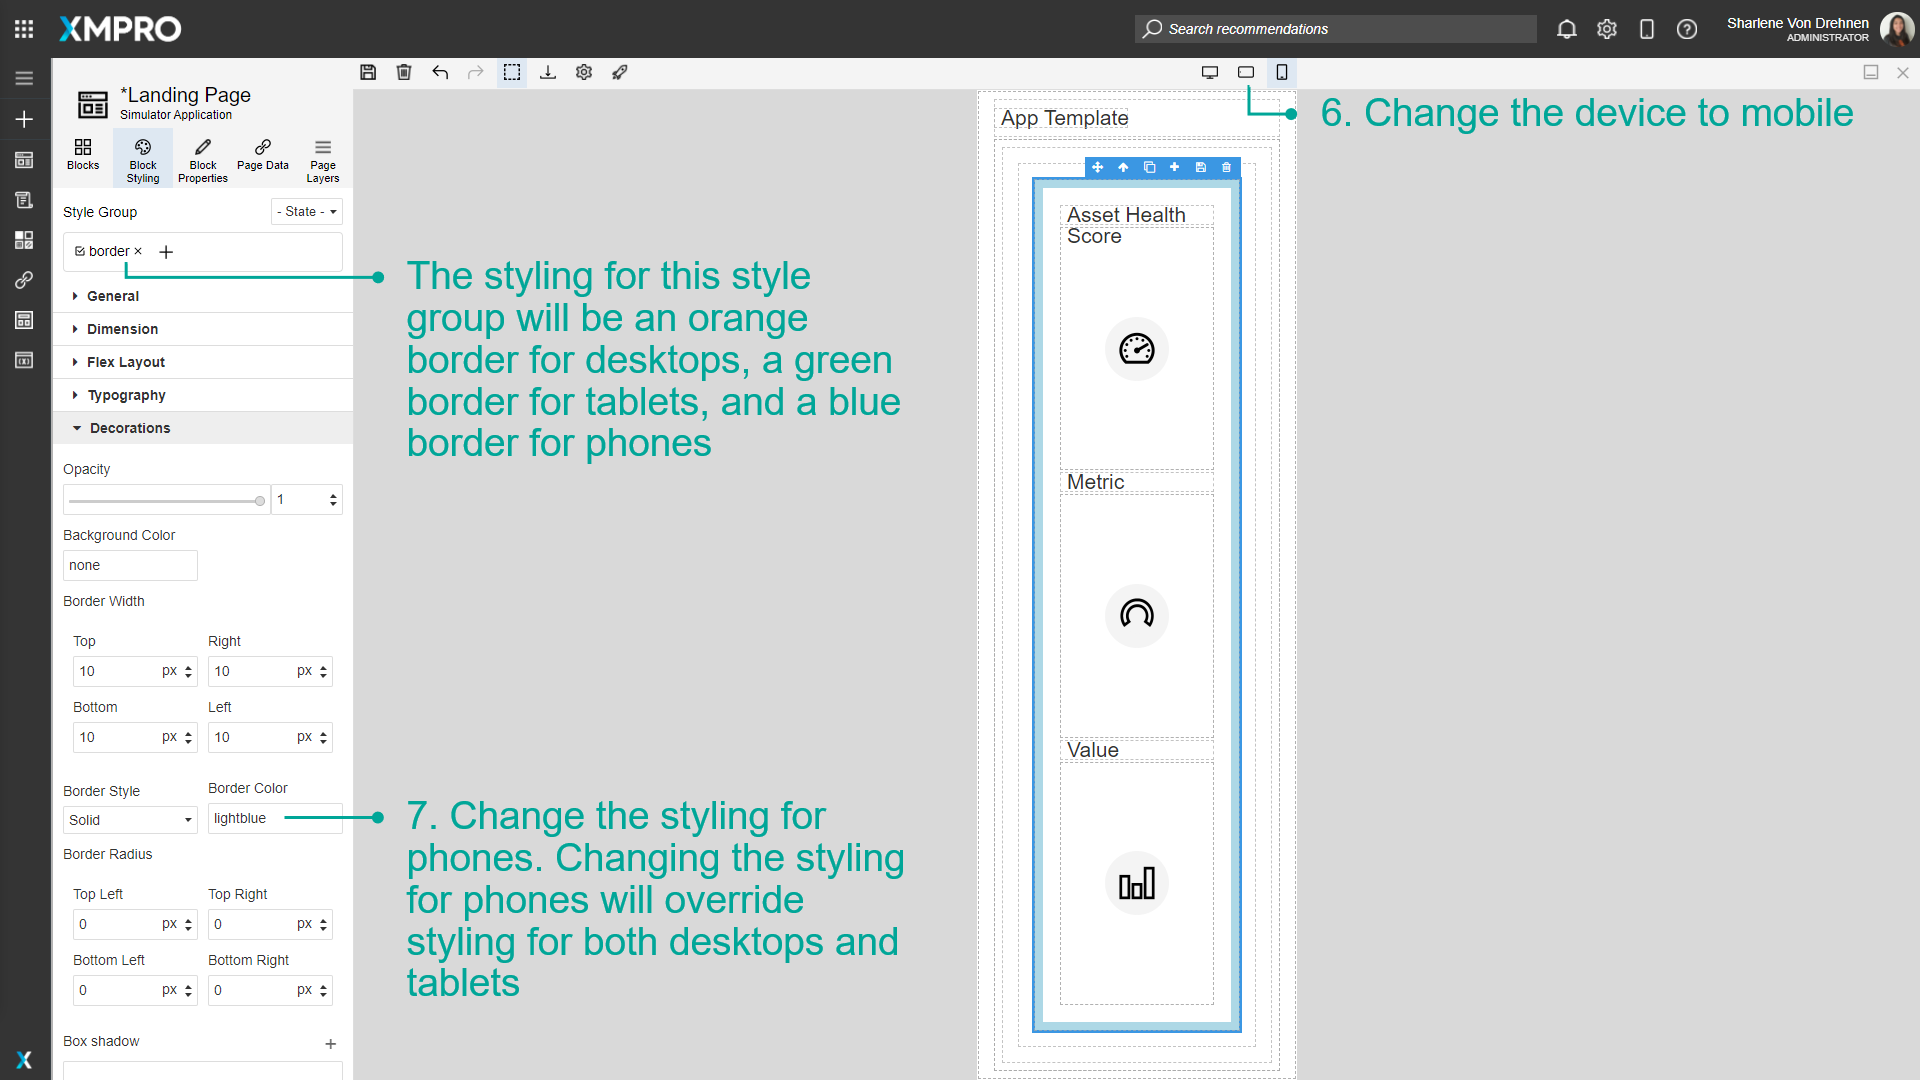 XMPRO
Search recommendations
Sharlene Von Drehnen
ADMINISTRATOR
*Landing Page
Simulator Application
Blocks
Block
Styling
Block
Properties
Page Data
Page
Layers
Style Group
- State -
border ×
General
Dimension
Flex Layout
Typography
Decorations
Opacity
1
Background Color
none
Border Width
Top
Right
10 px
10 px
Bottom
Left
10 px
10 px
Border Style
Border Color
Solid
lightblue
Border Radius
Top Left
Top Right
0 px
0 px
Bottom Left
Bottom Right
0 px
0 px
Box shadow
The styling for this style
group will be an orange
border for desktops, a green
border for tablets, and a blue
border for phones
7. Change the styling for
phones. Changing the styling
for phones will override
styling for both desktops and
tablets
App Template
Asset Health
Score
Metric
Value
6. Change the device to mobile